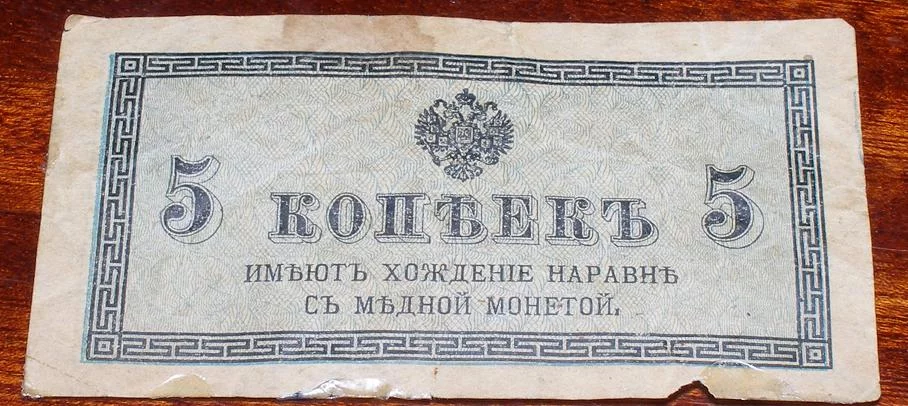 5 КОПѢЕКЪ 5
ИМѢЮТЪ ХОЖДЕНІЕ НАРАВНѢ
СЪ МѢДНОЙ МОНЕТОЙ.